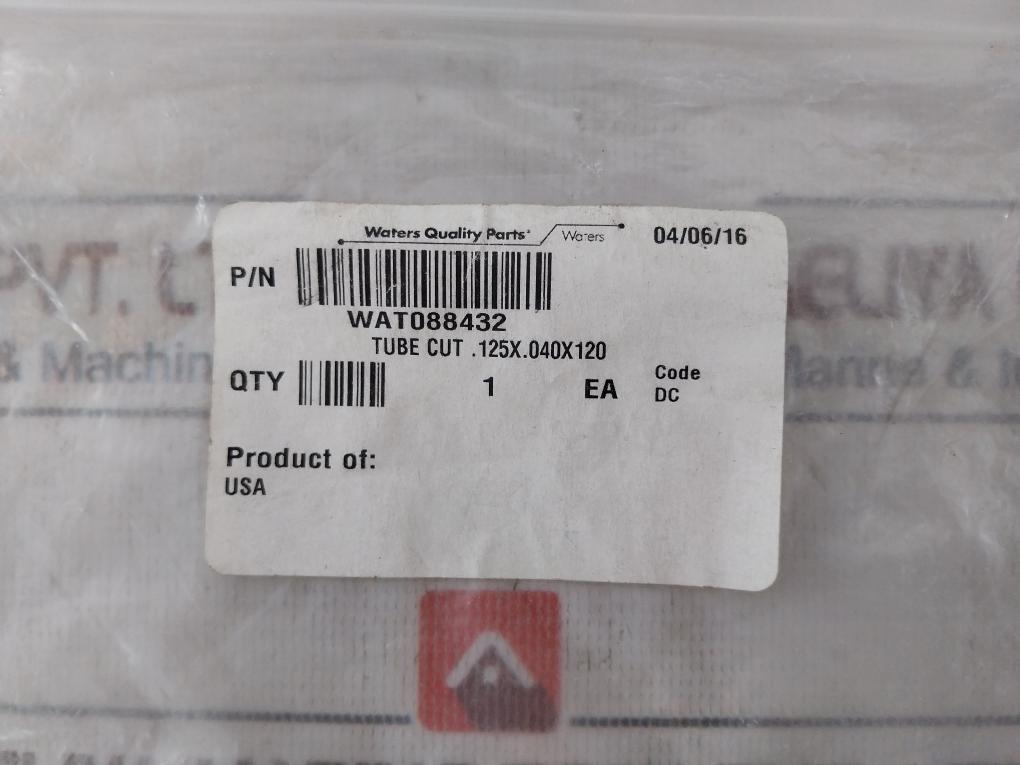 Waters Quality Parts Waters 04/06/16
P/N
WAT088432
TUBE CUT .125X.040X120
QTY 1 EA Code
DC
Product of:
USA
PVT.
& Machin
&